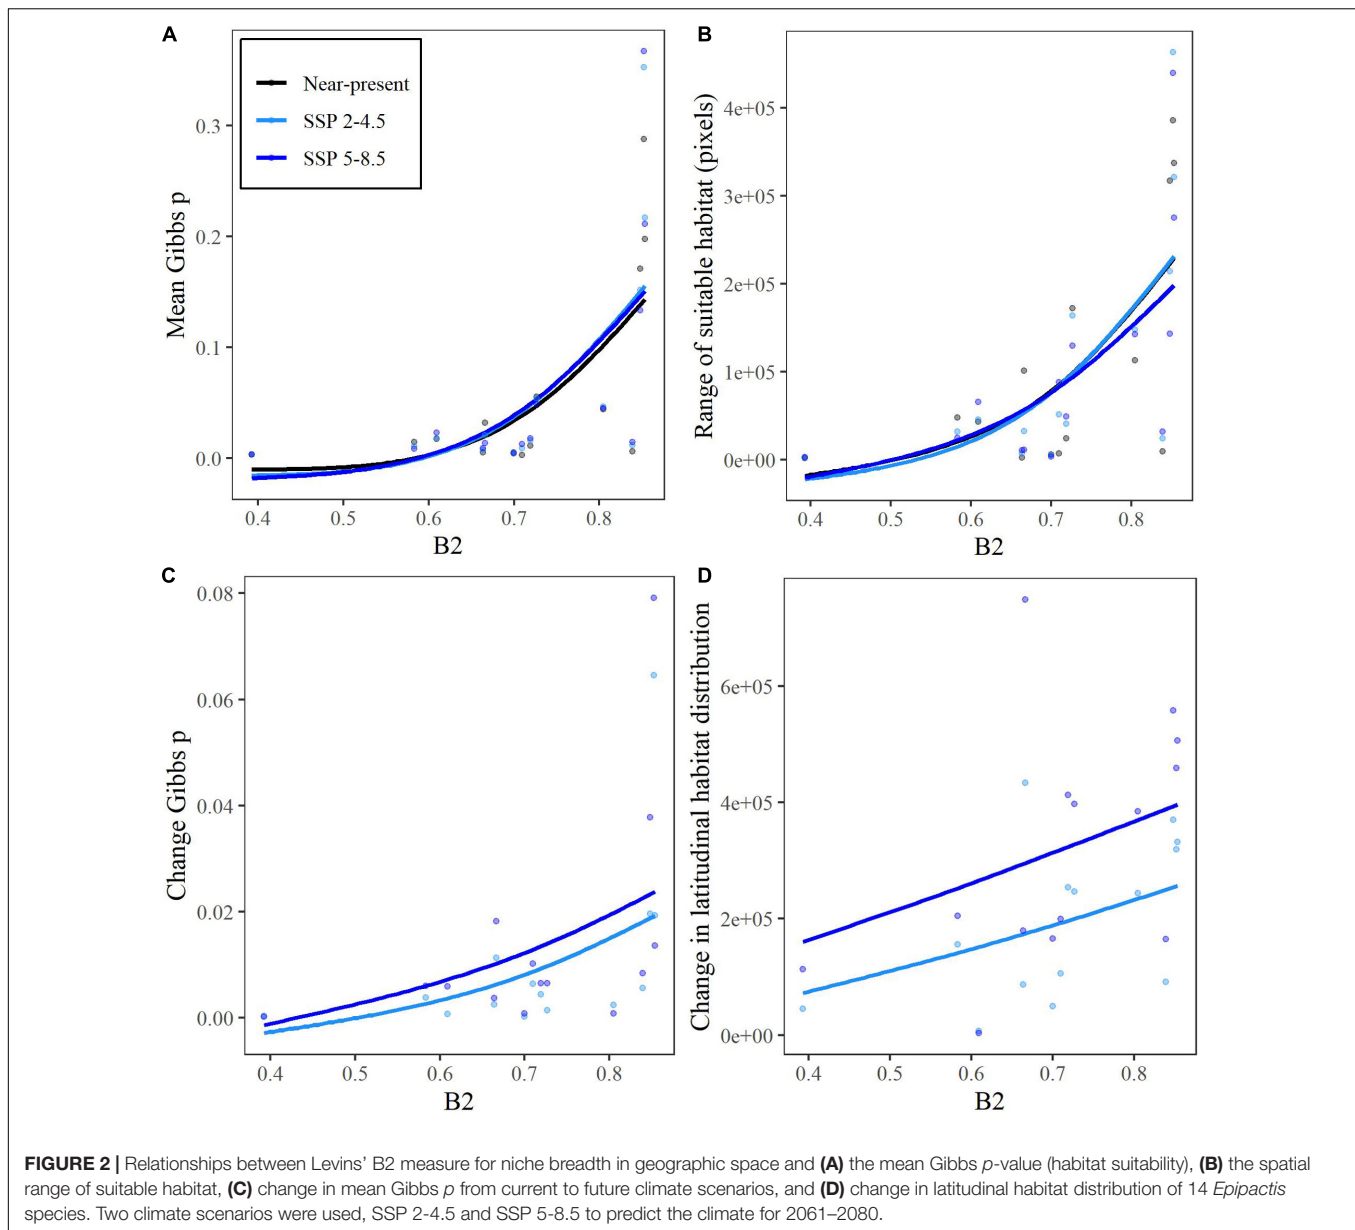 A
B
Near-present
SSP 2-4.5
SSP 5-8.5
Mean Gibbs p
0.3
0.2
0.1
0.0
0.4 0.5 0.6 0.7 0.8
B2
Range of suitable habitat (pixels)
4e+05
3e+05
2e+05
1e+05
0e+00
0.4 0.5 0.6 0.7 0.8
B2
C
D
Change Gibbs p
0.08
0.06
0.04
0.02
0.00
0.4 0.5 0.6 0.7 0.8
B2
Change in latitudinal habitat distribution
6e+05
4e+05
2e+05
0e+00
0.4 0.5 0.6 0.7 0.8
B2
FIGURE 2 | Relationships between Levins' B2 measure for niche breadth in geographic space and (A) the mean Gibbs p-value (habitat suitability), (B) the spatial
range of suitable habitat, (C) change in mean Gibbs p from current to future climate scenarios, and (D) change in latitudinal habitat distribution of 14 Epipactis
species. Two climate scenarios were used, SSP 2-4.5 and SSP 5-8.5 to predict the climate for 2061–2080.